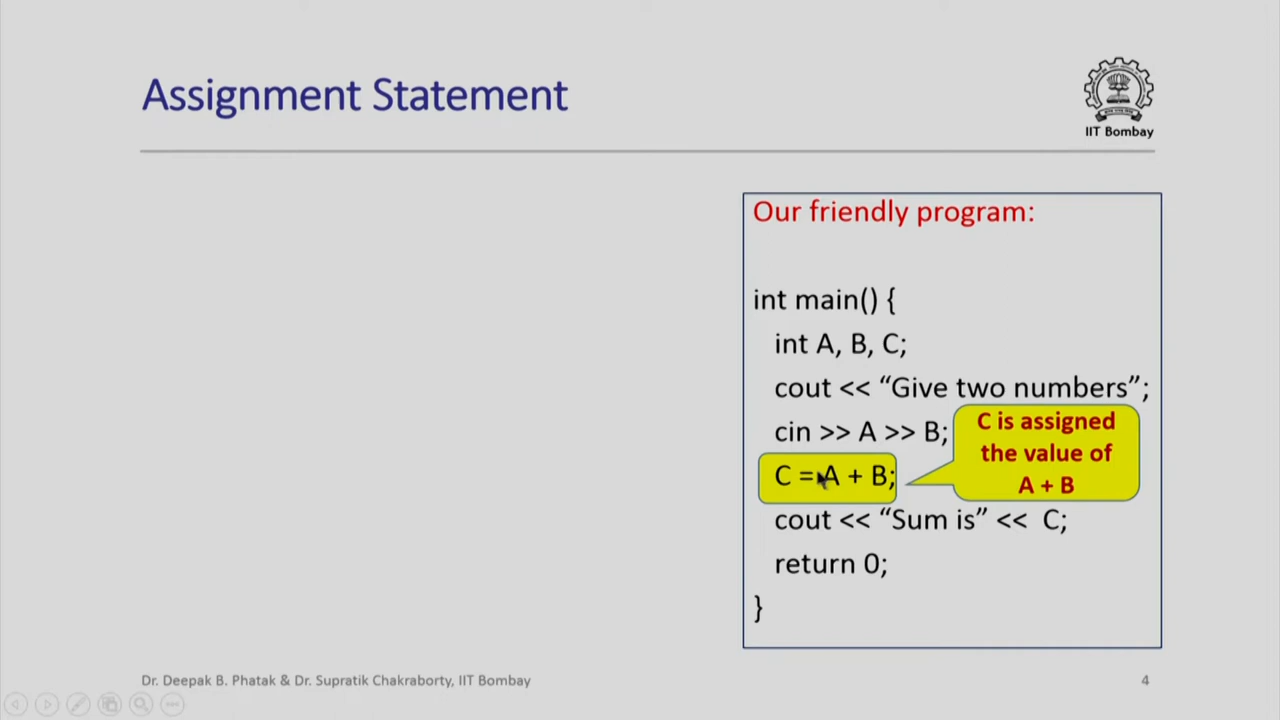 Assignment Statement
IIT Bombay
Our friendly program:
int main() {
int A, B, C;
cout << “Give two numbers”;
cin >> A >> B;
C = A + B;
cout << “Sum is” << C;
return 0;
}
C is assigned
the value of
A + B
Dr. Deepak B. Phatak & Dr. Supratik Chakraborty, IIT Bombay
4